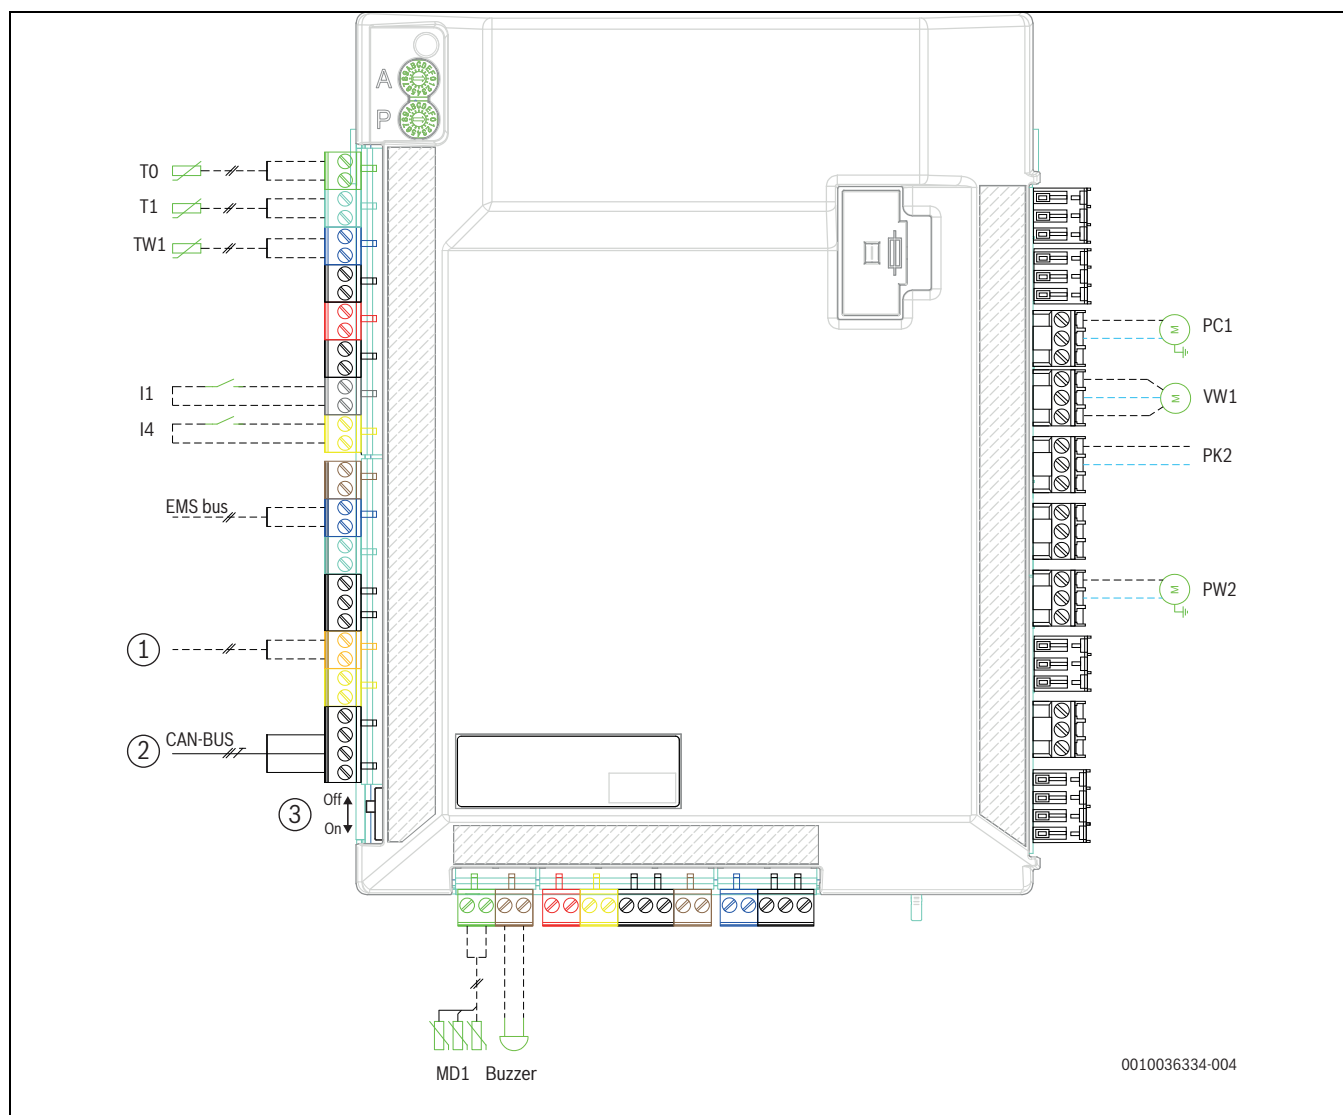 A
P
T0
T1
TW1
I1
I4
EMS bus
1
2
CAN-BUS
3
Off
On
PC1
M
VW1
M
PK2
PW2
M
MD1
Buzzer
0010036334-004